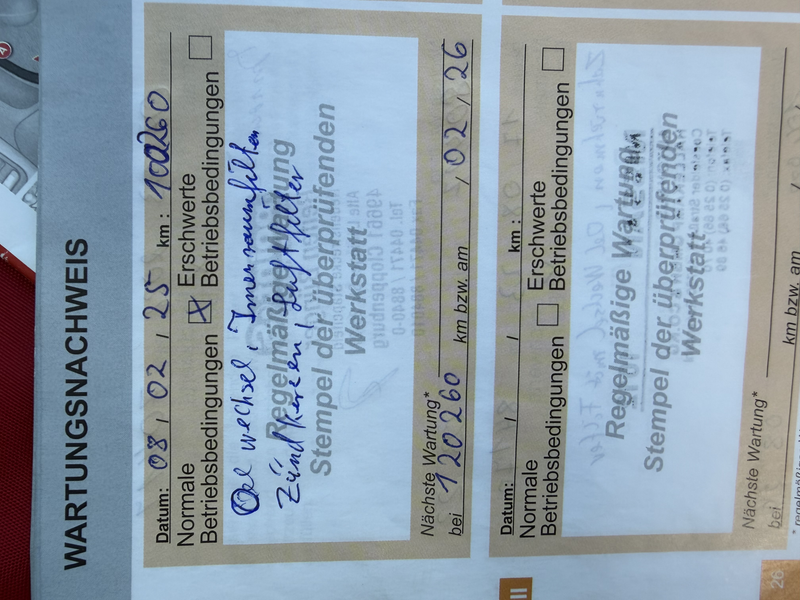 WARTUNGSNACHWEIS
Datum: 08 / 02 / 25 km : 100260
Normale Betriebsbedingungen
Erschwerte Betriebsbedingungen
Oel wechsel, Innenraumfilter
Zündkerzen, Luftfilter
Regelmäßige Wartung
Stempel der überprüfenden
Werkstatt
Nächste Wartung*
bei 120260 km bzw. am / 02 / 26
Datum: / / km :
Normale Betriebsbedingungen
Erschwerte Betriebsbedingungen
Regelmäßige Wartung
Stempel der überprüfenden
Werkstatt
Nächste Wartung*
bei km bzw. am
26